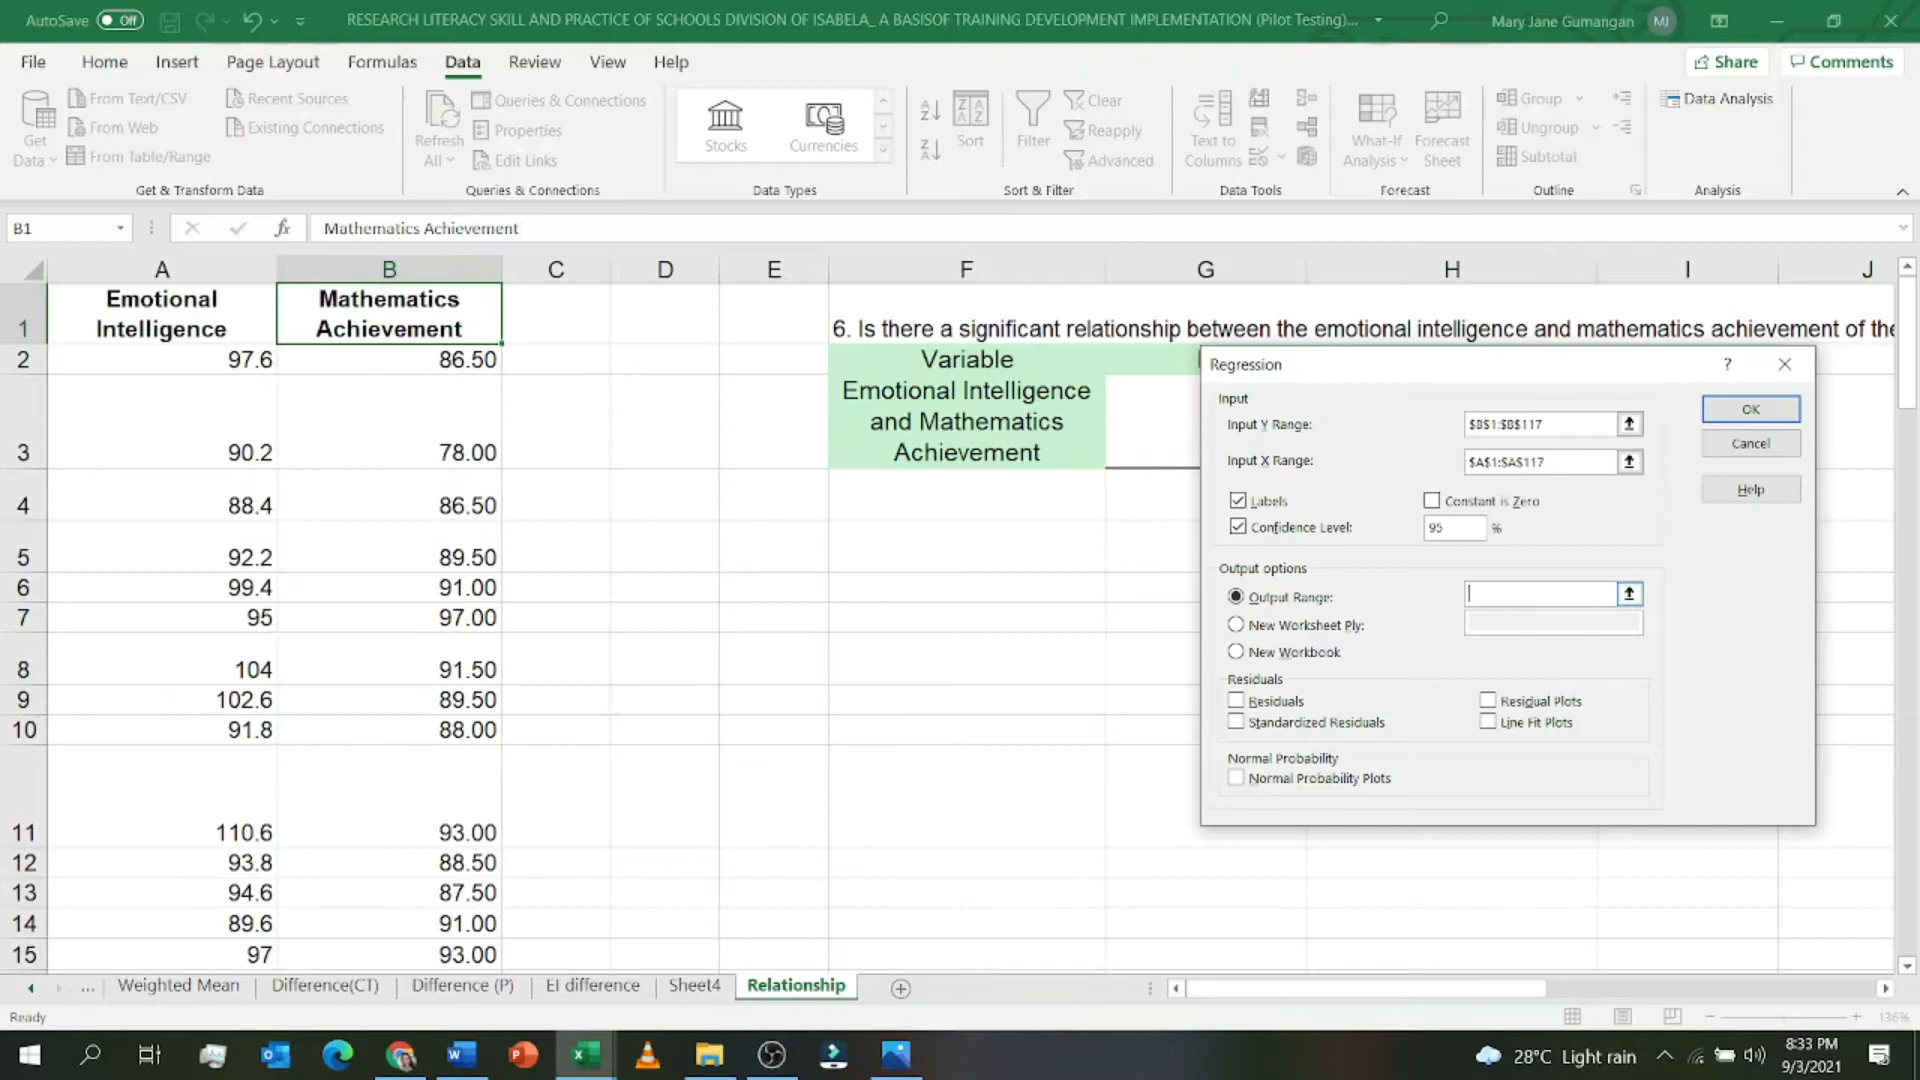 AutoSave Off
RESEARCH LITERACY SKILL AND PRACTICE OF SCHOOLS DIVISION OF ISABELA_ A BASISOF TRAINING DEVELOPMENT IMPLEMENTATION (Pilot Testing)...
Mary Jane Gumangan MJ
File Home Insert Page Layout Formulas Data Review View Help
Share Comments
Get Data
From Text/CSV
From Web
From Table/Range
Recent Sources
Existing Connections
Get & Transform Data
Refresh All
Queries & Connections
Properties
Edit Links
Queries & Connections
Stocks
Currencies
Data Types
Sort
Filter
Clear
Reapply
Advanced
Sort & Filter
Text to Columns
Data Tools
What-If Analysis
Forecast Sheet
Forecast
Group
Ungroup
Subtotal
Outline
Data Analysis
Analysis
B1
fx
Mathematics Achievement
A B C D E F G H I J
1
Emotional Intelligence
Mathematics Achievement
6. Is there a significant relationship between the emotional intelligence and mathematics achievement of the
2 97.6 86.50
Variable
3 90.2 78.00
Emotional Intelligence
and Mathematics
Achievement
4 88.4 86.50
5 92.2 89.50
6 99.4 91.00
7 95 97.00
8 104 91.50
9 102.6 89.50
10 91.8 88.00
11 110.6 93.00
12 93.8 88.50
13 94.6 87.50
14 89.6 91.00
15 97 93.00
Regression ?
Input
Input Y Range: $B$1:$B$117
Input X Range: $A$1:$A$117
Labels
Constant is Zero
Confidence Level: 95 %
OK
Cancel
Help
Output options
Output Range:
New Worksheet Ply:
New Workbook
Residuals
Residuals
Residual Plots
Standardized Residuals
Line Fit Plots
Normal Probability
Normal Probability Plots
... Weighted Mean Difference(CT) Difference (P) EI difference Sheet4 Relationship
Ready
136%
28°C Light rain
8:33 PM
9/3/2021